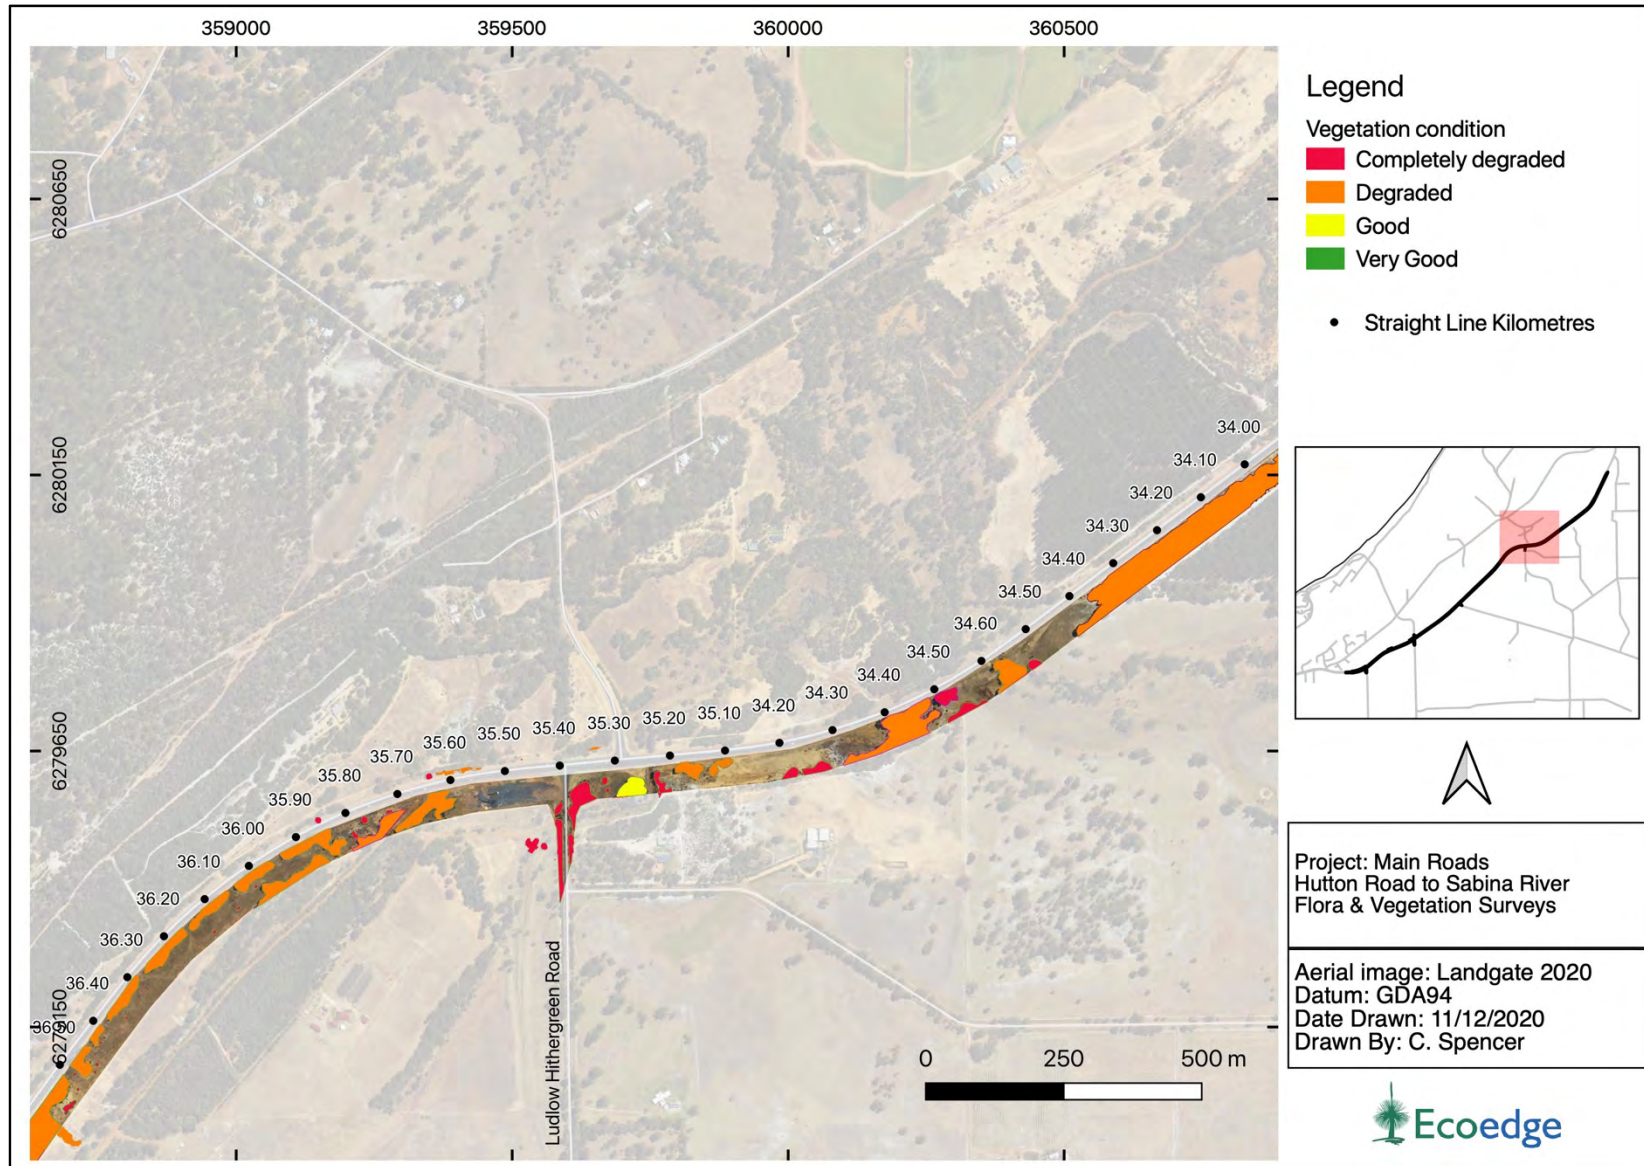 359000
359500
360000
360500
6280650
6280150
6279650
6279150
34.00
34.10
34.20
34.30
34.40
34.50
34.60
34.50
34.40
34.30
34.20
35.10
35.20
35.30
35.40
35.50
35.60
35.70
35.80
35.90
36.00
36.10
36.20
36.30
36.40
36.50
Ludlow Hithergreen Road
0 250 500 m
Legend
Vegetation condition
Completely degraded
Degraded
Good
Very Good
Straight Line Kilometres
Project: Main Roads
Hutton Road to Sabina River
Flora & Vegetation Surveys
Aerial image: Landgate 2020
Datum: GDA94
Date Drawn: 11/12/2020
Drawn By: C. Spencer
Ecoedge